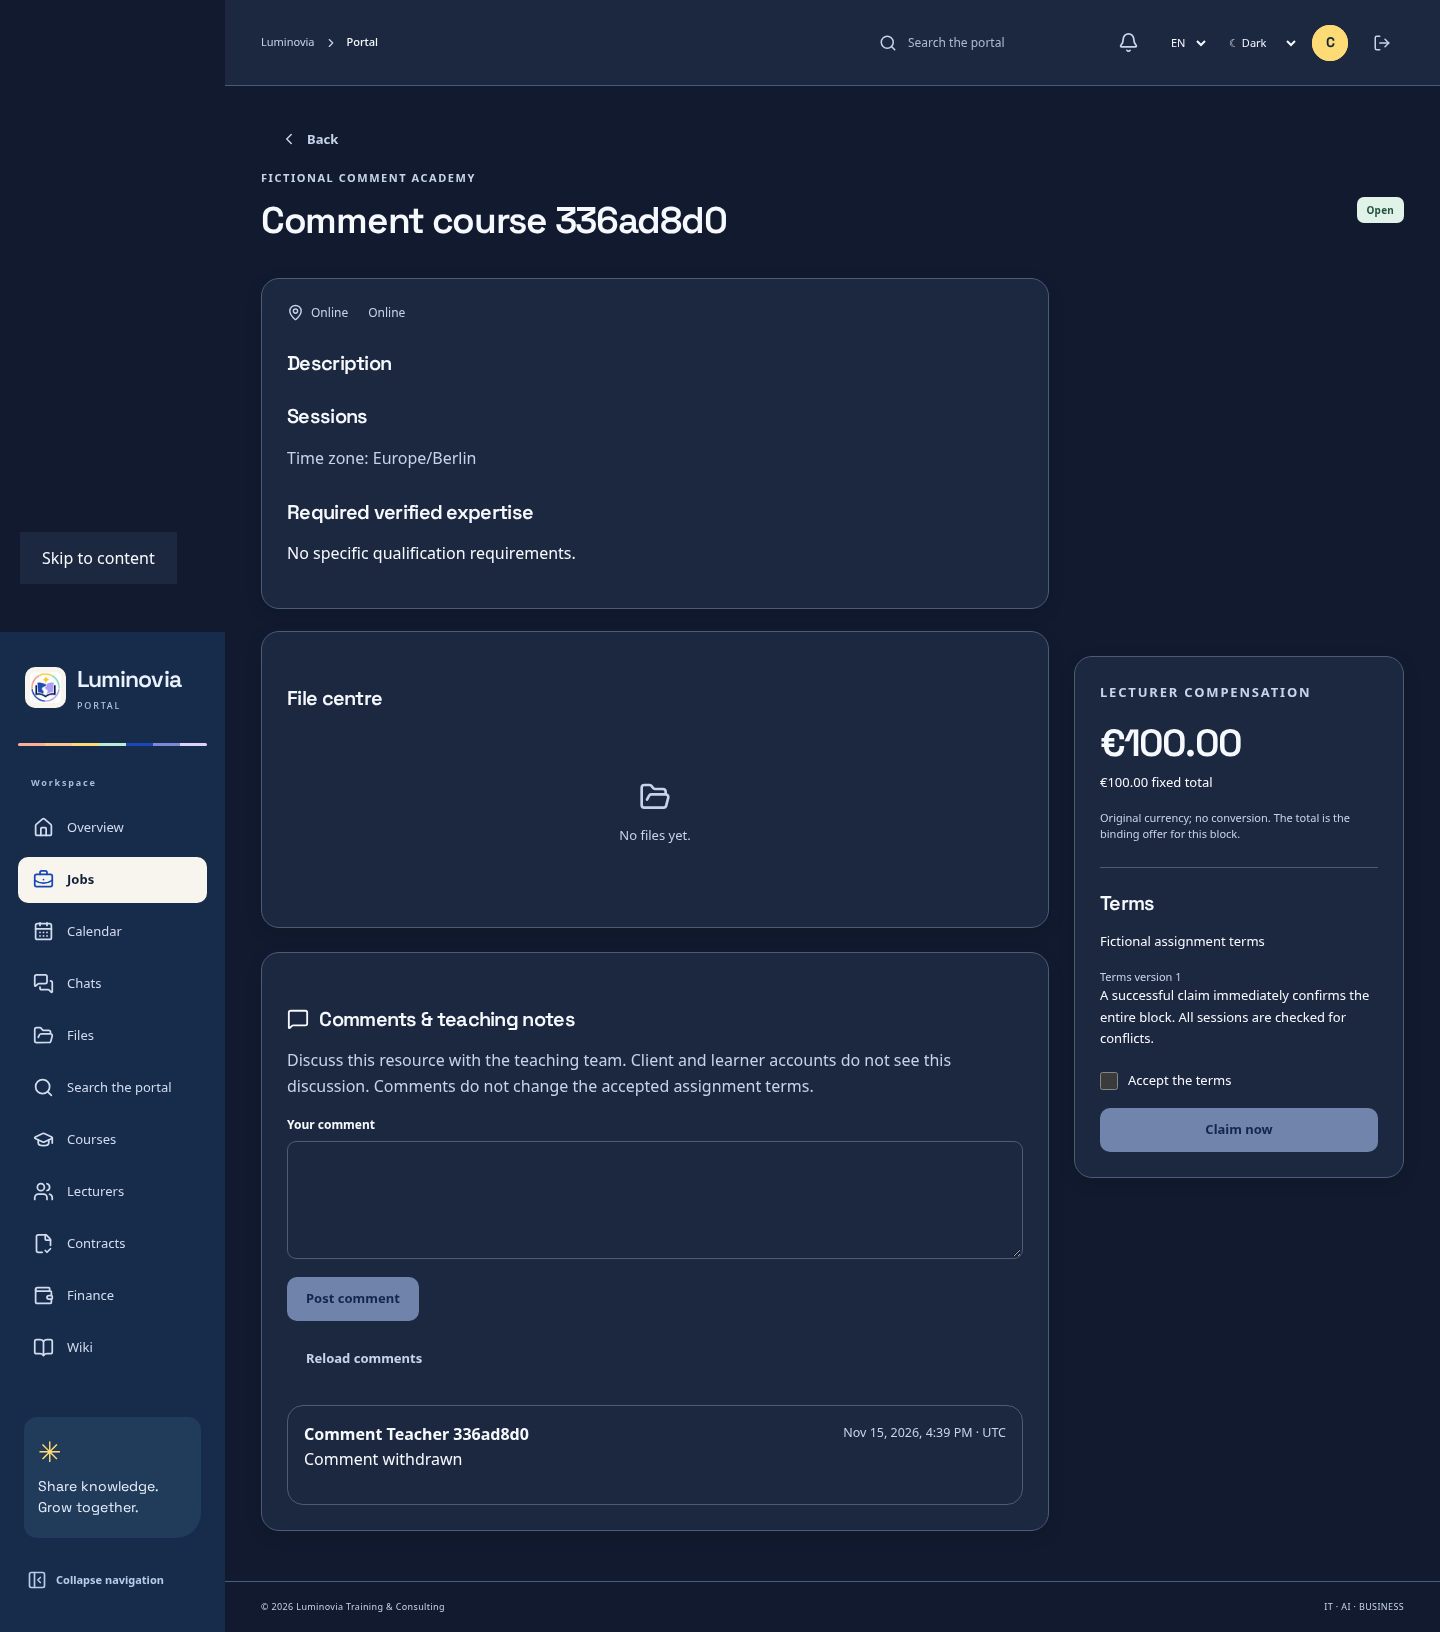 Luminovia
Portal
Search the portal
EN
Dark
C
Back
FICTIONAL COMMENT ACADEMY
Comment course 336ad8d0
Open
Online
Online
Description
Sessions
Time zone: Europe/Berlin
Required verified expertise
No specific qualification requirements.
Skip to content
Luminovia
PORTAL
Workspace
Overview
Jobs
Calendar
Chats
Files
Search the portal
Courses
Lecturers
Contracts
Finance
Wiki
Share knowledge.
Grow together.
Collapse navigation
File centre
No files yet.
Comments & teaching notes
Discuss this resource with the teaching team. Client and learner accounts do not see this
discussion. Comments do not change the accepted assignment terms.
Your comment
Post comment
Reload comments
Comment Teacher 336ad8d0
Nov 15, 2026, 4:39 PM · UTC
Comment withdrawn
LECTURER COMPENSATION
€100.00
€100.00 fixed total
Original currency; no conversion. The total is the
binding offer for this block.
Terms
Fictional assignment terms
Terms version 1
A successful claim immediately confirms the
entire block. All sessions are checked for
conflicts.
Accept the terms
Claim now
© 2026 Luminovia Training & Consulting
IT · AI · BUSINESS